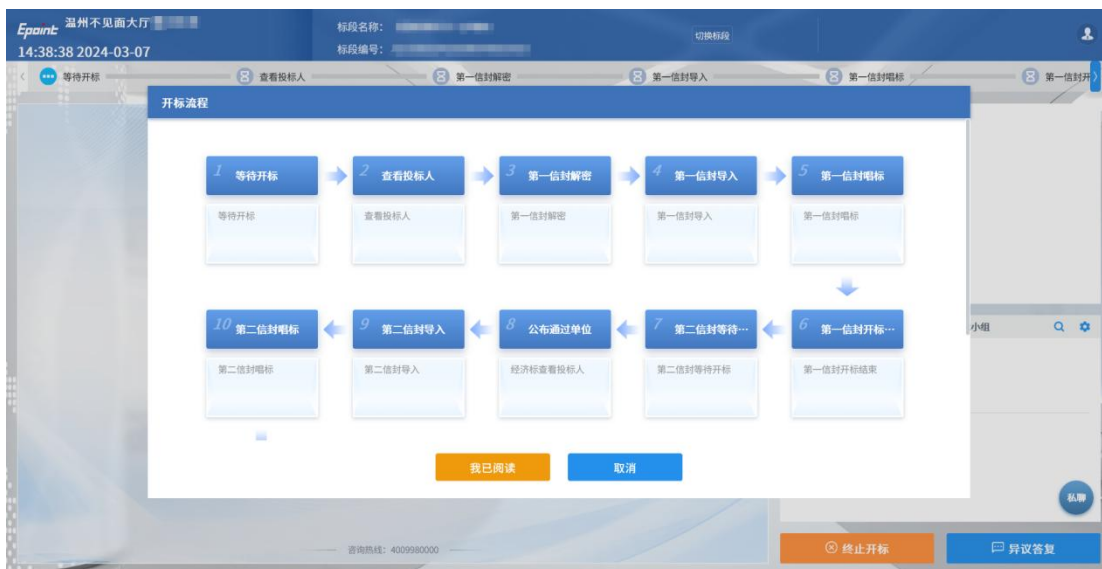 Epoint 温州不见面大厅
14:38:38 2024-03-07
标段名称：
标段编号：
切换标段
等待开标
查看投标人
第一信封解密
第一信封导入
第一信封唱标
第一信封开
开标流程
1 等待开标
2 查看投标人
3 第一信封解密
4 第一信封导入
5 第一信封唱标
等待开标
查看投标人
第一信封解密
第一信封导入
第一信封唱标
10 第二信封唱标
9 第二信封导入
8 公布通过单位
7 第二信封等待…
6 第一信封开标…
第二信封唱标
第二信封导入
经济标查看投标人
第二信封等待开标
第一信封开标结束
小组
我已阅读
取消
私聊
咨询热线：4009980000
终止开标
异议答复